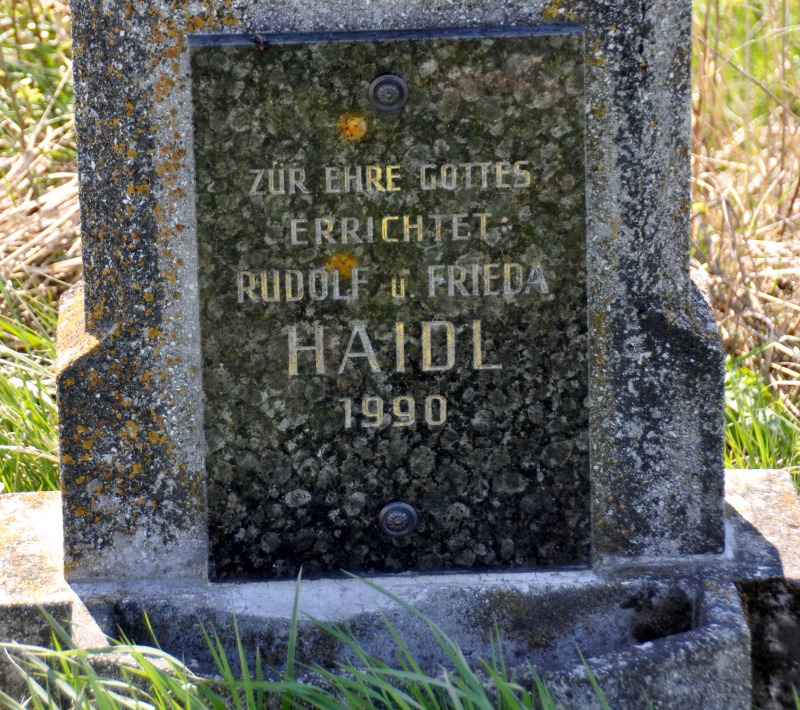 ZUR EHRE GOTTES
ERRICHTET:
RUDOLF u. FRIEDA
HAIDL
1990